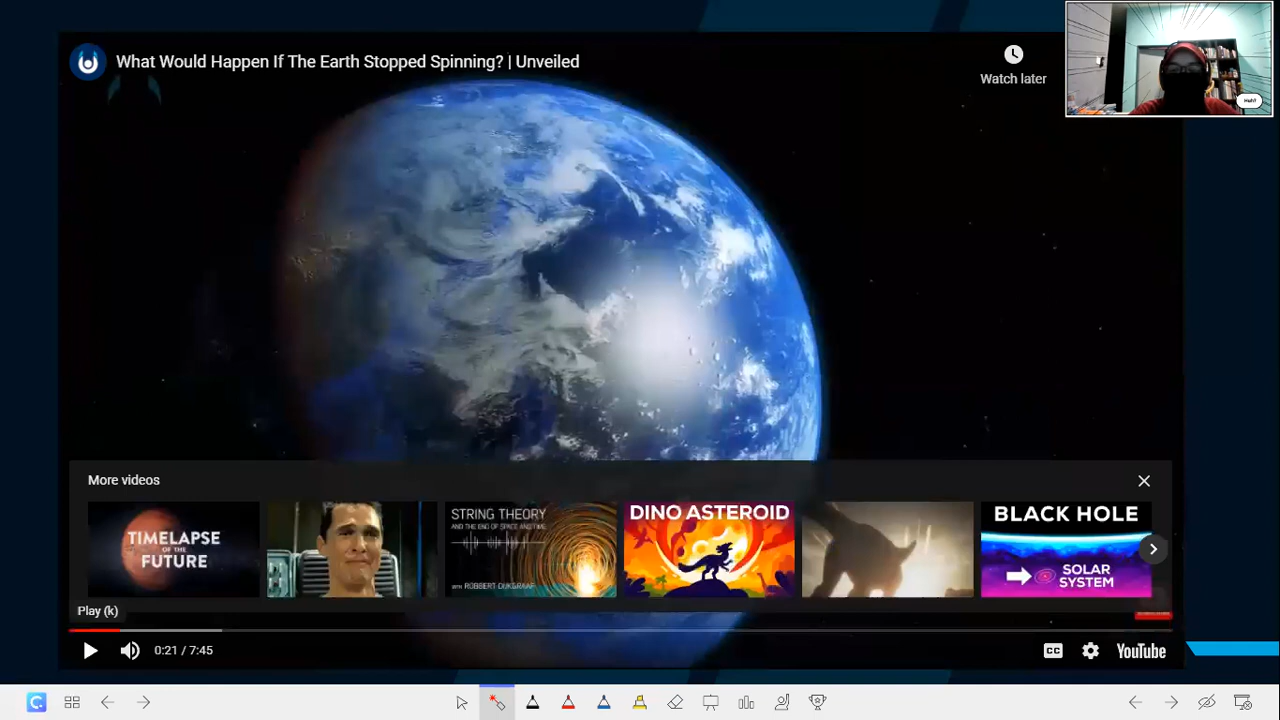 What Would Happen If The Earth Stopped Spinning? | Unveiled
Watch later
Huh?
More videos
TIMELAPSE
OF THE
FUTURE
STRING THEORY
AND THE END OF SPACE AND TIME
WITH ROBBERT DIJKGRAAF
DINO ASTEROID
BLACK HOLE
SOLAR
SYSTEM
Play (k)
0:21 / 7:45
CC
YouTube